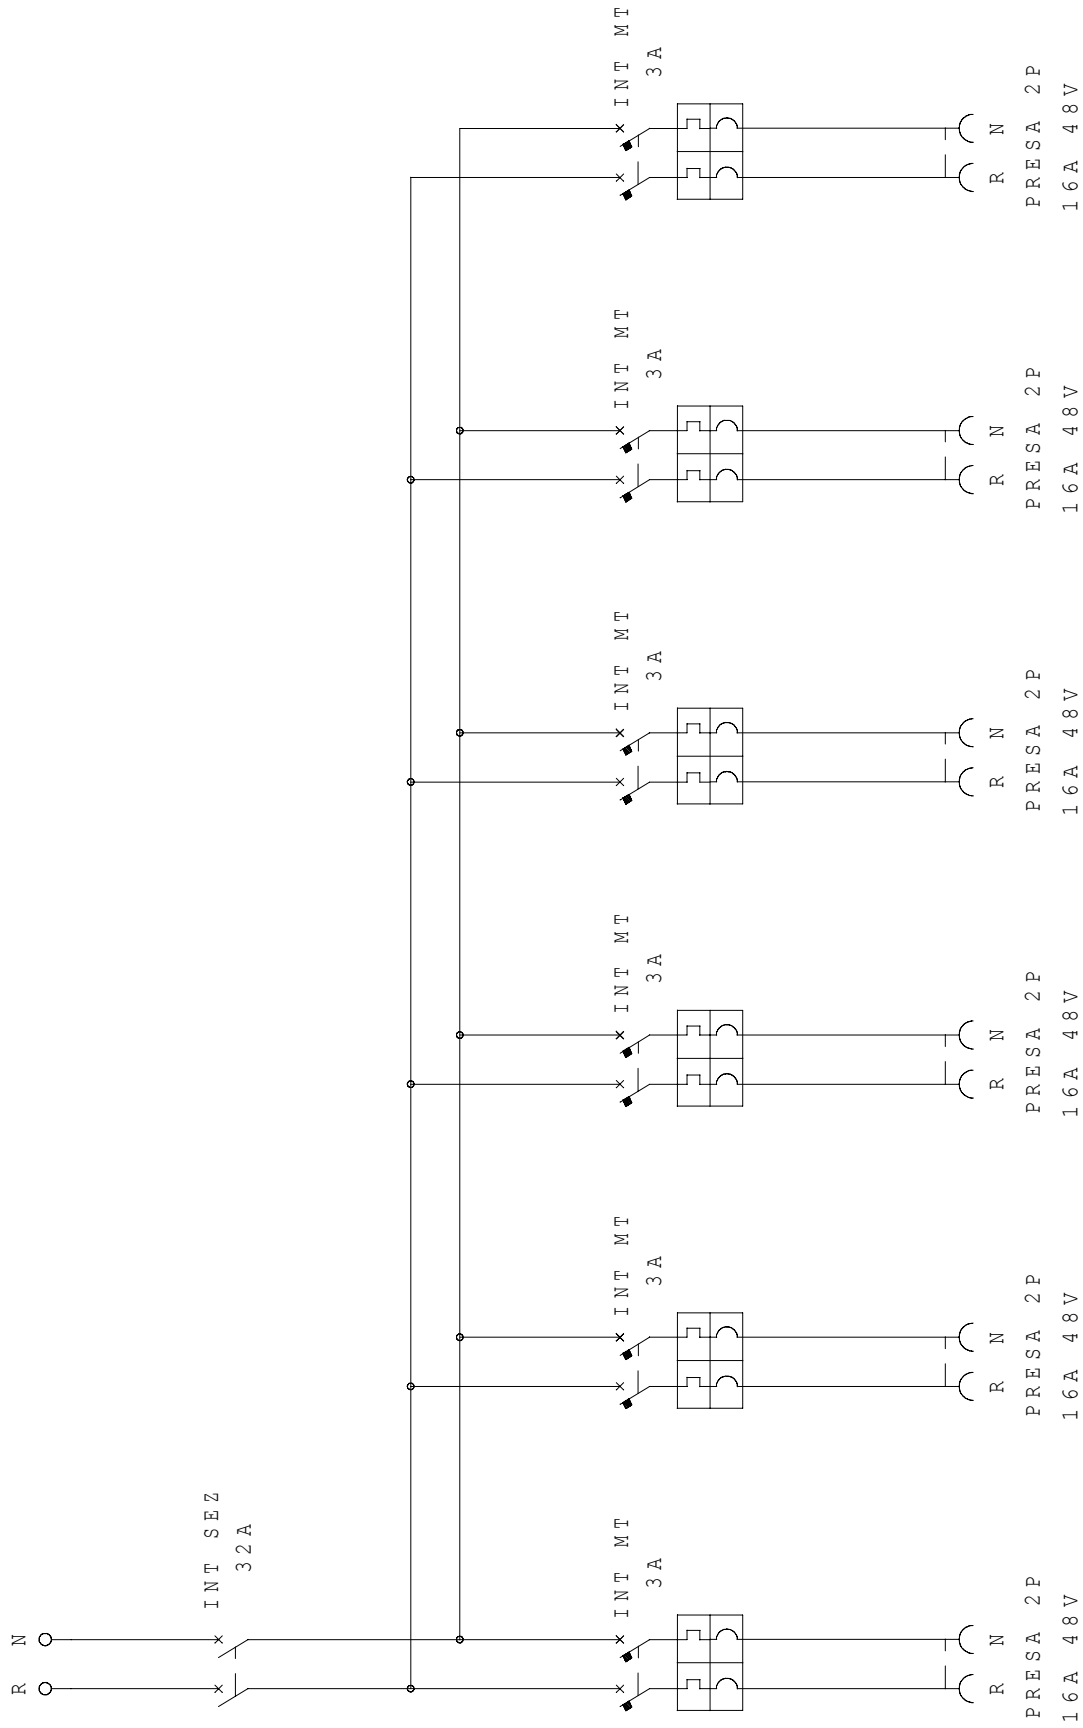 R N
INT SEZ
32A
INT MT
3A
INT MT
3A
INT MT
3A
INT MT
3A
INT MT
3A
INT MT
3A
R N
PRESA 2P
16A 48V
R N
PRESA 2P
16A 48V
R N
PRESA 2P
16A 48V
R N
PRESA 2P
16A 48V
R N
PRESA 2P
16A 48V
R N
PRESA 2P
16A 48V